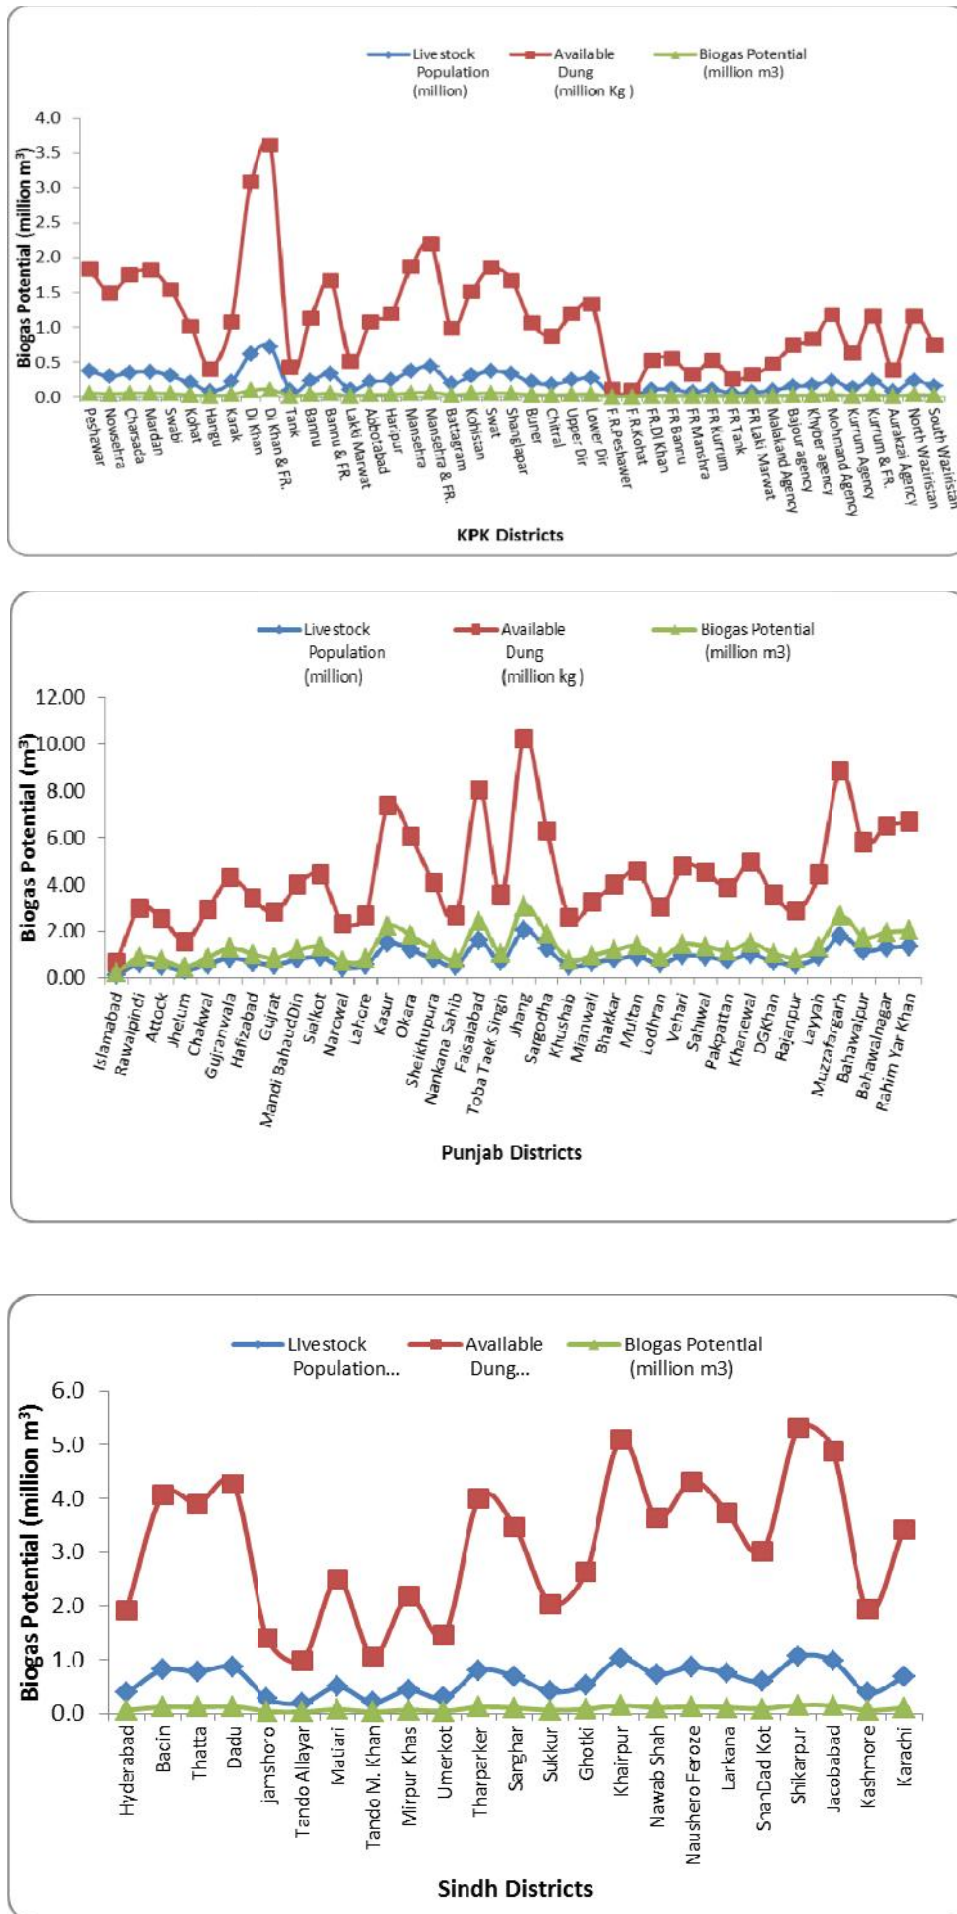 Livestock Population (million)
Available Dung (million Kg)
Biogas Potential (million m3)
Biogas Potential (million m³)
4.0
3.5
3.0
2.5
2.0
1.5
1.0
0.5
0.0
Peshawar
Nowsehra
Charsada
Mardan
Swabi
Kohat
Hangu
Karak
DI Khan
DI Khan & FR.
Tank
Bannu
Bannu & FR.
Lakki Marwat
Abbotabad
Haripur
Mansehra
Mansehra & FR.
Battagram
Kohistan
Swat
Shanglapar
Buner
Chitral
Upper Dir
Lower Dir
F.R.Peshawer
F.R.Kohat
FR.DI Khan
FR Bannu
FR Manshra
FR Kurrum
FR Tank
FR Laki Marwat
Malakand Agency
Bajour agency
Khyber agency
Mohmand Agency
Kurrum Agency
Kurrum & FR.
Aurakzai Agency
North Waziristan
South Waziristan
KPK Districts
Livestock Population (million)
Available Dung (million kg)
Biogas Potential (million m3)
Biogas Potential (m³)
12.00
10.00
8.00
6.00
4.00
2.00
0.00
Islamabad
Rawalpindi
Attock
Jhelum
Chakwal
Gujranwala
Hafizabad
Gujrat
Mandi BahaudDin
Sialkot
Narowal
Lahore
Kasur
Okara
Sheikhupura
Nankana Sahib
Faisalabad
Toba Taek Singh
Jhang
Sargodha
Khushab
Mianwali
Bhakkar
Multan
Lodhran
Vehari
Sahiwal
Pakpattan
Khanewal
DGKhan
Rajanpur
Layyah
Muzzafargarh
Bahawalpur
Bahawalnagar
Rahim Yar Khan
Punjab Districts
Livestock Population...
Available Dung...
Biogas Potential (million m3)
Biogas Potential (million m³)
6.0
5.0
4.0
3.0
2.0
1.0
0.0
Hyderabad
Badin
Thatta
Dadu
jamshoro
Tando Allayar
Matiari
Tando M. Khan
Mirpur Khas
Umerkot
Tharparker
Sanghar
Sukkur
Ghotki
Khairpur
Nawab Shah
Naushero Feroze
Larkana
ShahDad Kot
Shikarpur
Jacobabad
Kashmore
Karachi
Sindh Districts